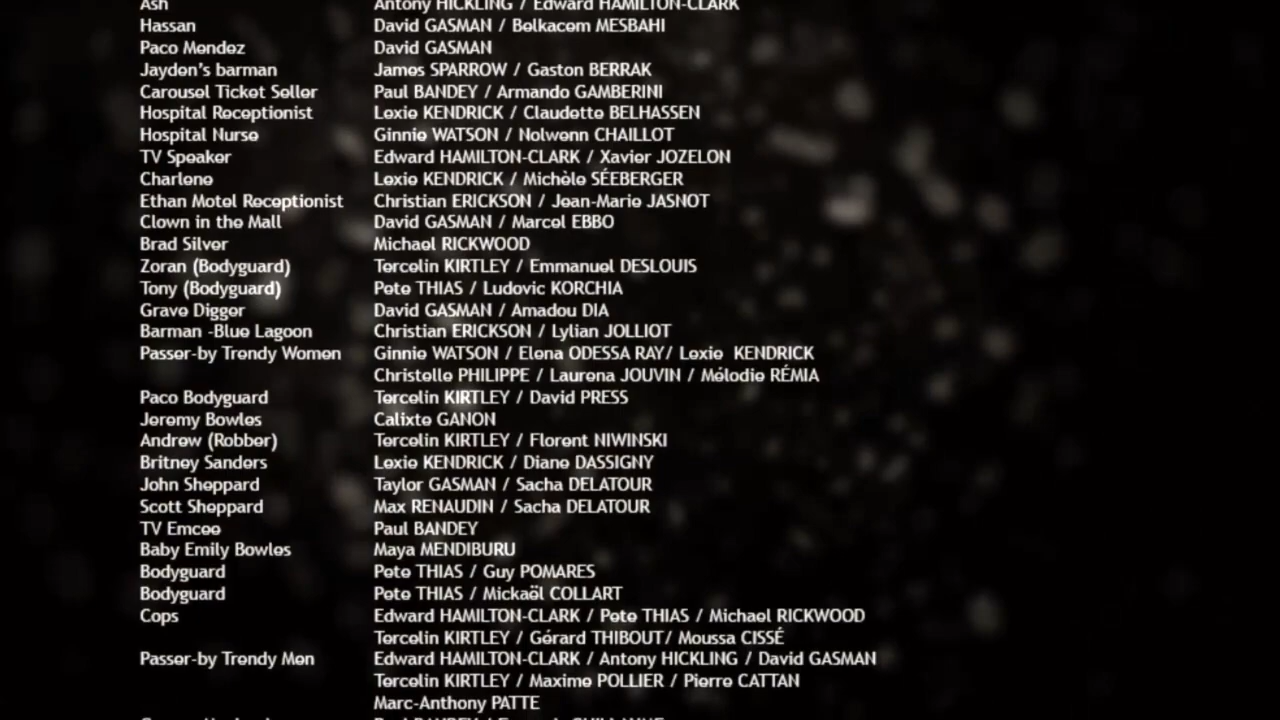 Ash Antony HICKLING / Edward HAMILTON-CLARK
Hassan David GASMAN / Belkacem MESBAHI
Paco Mendez David GASMAN
Jayden's barman James SPARROW / Gaston BERRAK
Carousel Ticket Seller Paul BANDEY / Armando GAMBERINI
Hospital Receptionist Lexie KENDRICK / Claudette BELHASSEN
Hospital Nurse Ginnie WATSON / Nolwenn CHAILLOT
TV Speaker Edward HAMILTON-CLARK / Xavier JOZELON
Charlene Lexie KENDRICK / Michèle SÉEBERGER
Ethan Motel Receptionist Christian ERICKSON / Jean-Marie JASNOT
Clown in the Mall David GASMAN / Marcel EBBO
Brad Silver Michael RICKWOOD
Zoran (Bodyguard) Tercelin KIRTLEY / Emmanuel DESLOUIS
Tony (Bodyguard) Pete THIAS / Ludovic KORCHIA
Grave Digger David GASMAN / Amadou DIA
Barman -Blue Lagoon Christian ERICKSON / Lylian JOLLIOT
Passer-by Trendy Women Ginnie WATSON / Elena ODESSA RAY/ Lexie KENDRICK
Christelle PHILIPPE / Laurena JOUVIN / Mélodie RÉMIA
Paco Bodyguard Tercelin KIRTLEY / David PRESS
Jeremy Bowles Calixte GANON
Andrew (Robber) Tercelin KIRTLEY / Florent NIWINSKI
Britney Sanders Lexie KENDRICK / Diane DASSIGNY
John Sheppard Taylor GASMAN / Sacha DELATOUR
Scott Sheppard Max RENAUDIN / Sacha DELATOUR
TV Emcee Paul BANDEY
Baby Emily Bowles Maya MENDIBURU
Bodyguard Pete THIAS / Guy POMARES
Bodyguard Pete THIAS / Mickaël COLLART
Cops Edward HAMILTON-CLARK / Pete THIAS / Michael RICKWOOD
Tercelin KIRTLEY / Gérard THIBOUT/ Moussa CISSÉ
Passer-by Trendy Men Edward HAMILTON-CLARK / Antony HICKLING / David GASMAN
Tercelin KIRTLEY / Maxime POLLIER / Pierre CATTAN
Marc-Anthony PATTE